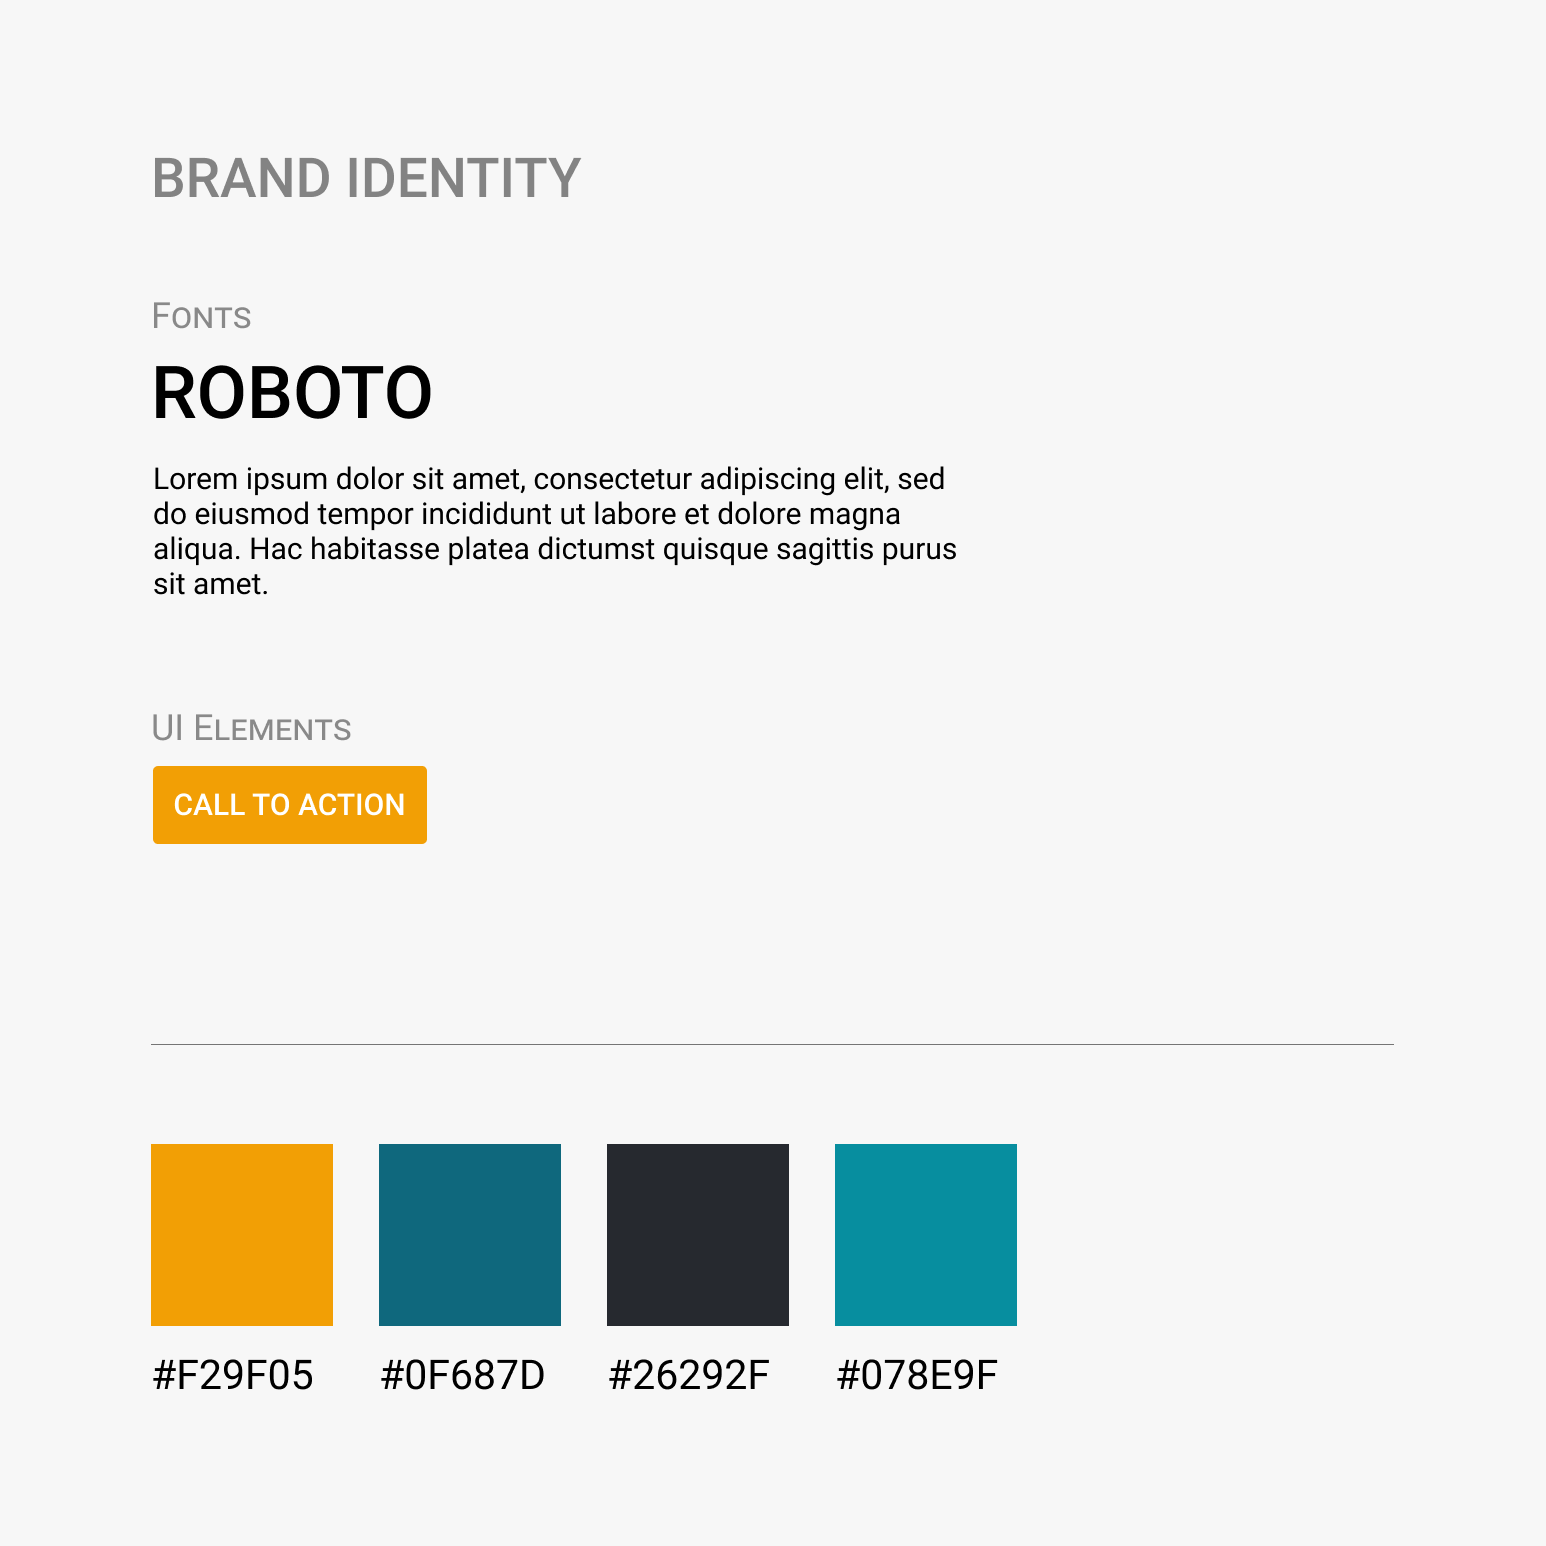 BRAND IDENTITY
Fonts
ROBOTO
Lorem ipsum dolor sit amet, consectetur adipiscing elit, sed
do eiusmod tempor incididunt ut labore et dolore magna
aliqua. Hac habitasse platea dictumst quisque sagittis purus
sit amet.
UI Elements
CALL TO ACTION
#F29F05 #0F687D #26292F #078E9F